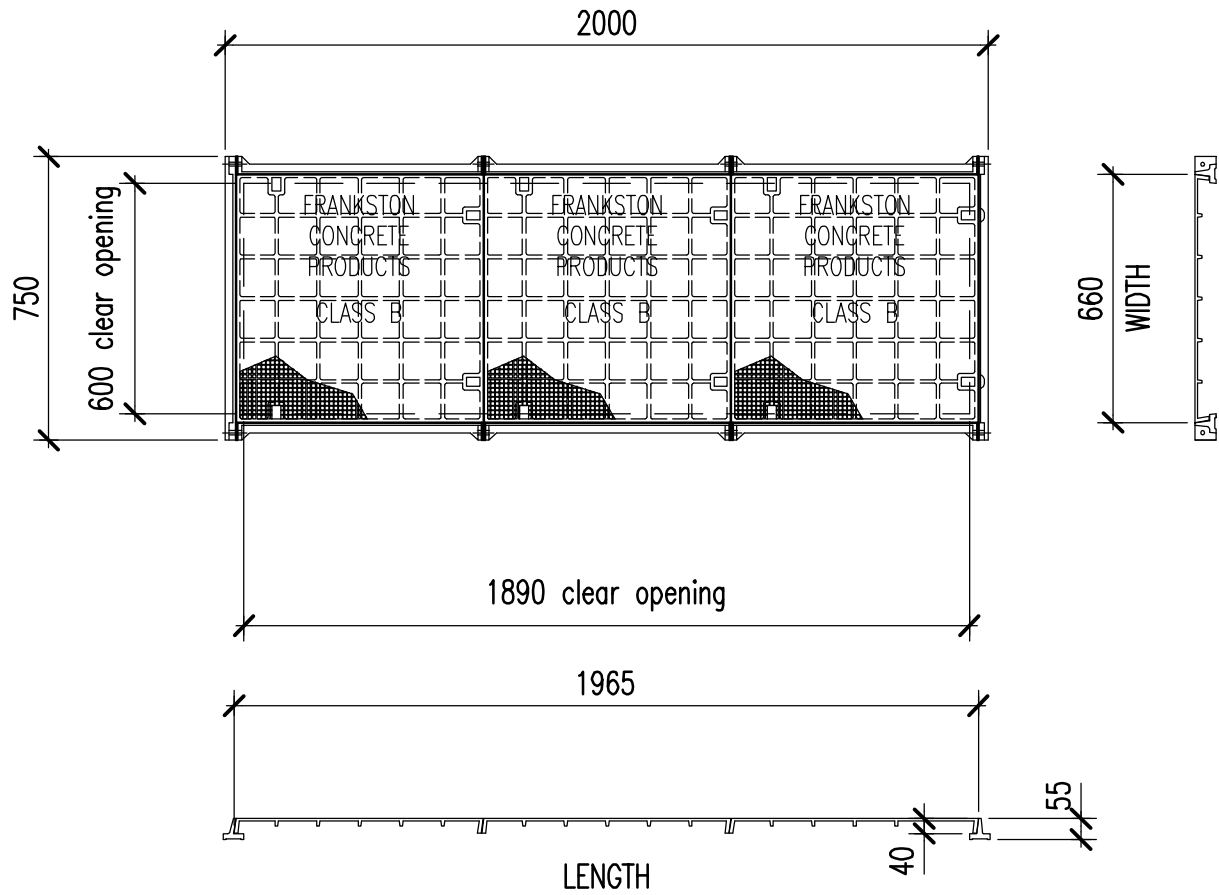 2000
FRANKSTON
CONCRETE
PRODUCTS
CLASS B
FRANKSTON
CONCRETE
PRODUCTS
CLASS B
FRANKSTON
CONCRETE
PRODUCTS
CLASS B
750
600 clear opening
660
WIDTH
1890 clear opening
1965
55
40
LENGTH